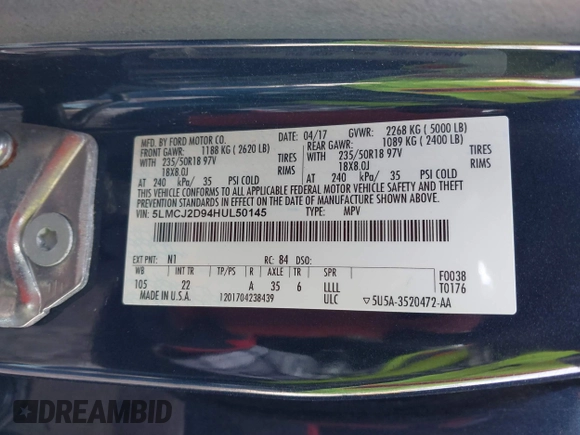 MFD. BY FORD MOTOR CO. 04/17 GVWR: 2268 KG ( 5000 LB)
FRONT GAWR: 1188 KG ( 2620 LB) REAR GAWR: 1089 KG ( 2400 LB)
WITH 235/50R18 97V TIRES WITH 235/50R18 97V TIRES
18X8.0J RIMS 18X8.0J RIMS
AT 240 kPa/ 35 PSI COLD AT 240 kPa/ 35 PSI COLD
THIS VEHICLE CONFORMS TO ALL APPLICABLE FEDERAL MOTOR VEHICLE SAFETY AND THEFT
PREVENTION STANDARDS IN EFFECT ON THE DATE OF MANUFACTURE SHOWN ABOVE.
VIN: 5LMCJ2D94HUL50145 TYPE: MPV
EXT PNT: N1 RC: 84 DSO:
WB INT TR TP/PS R AXLE TR SPR F0038
105 22 A 35 6 LLLL T0176
MADE IN U.S.A. 1201704238439 ULC ▽5U5A-3520472-AA
DREAMBID